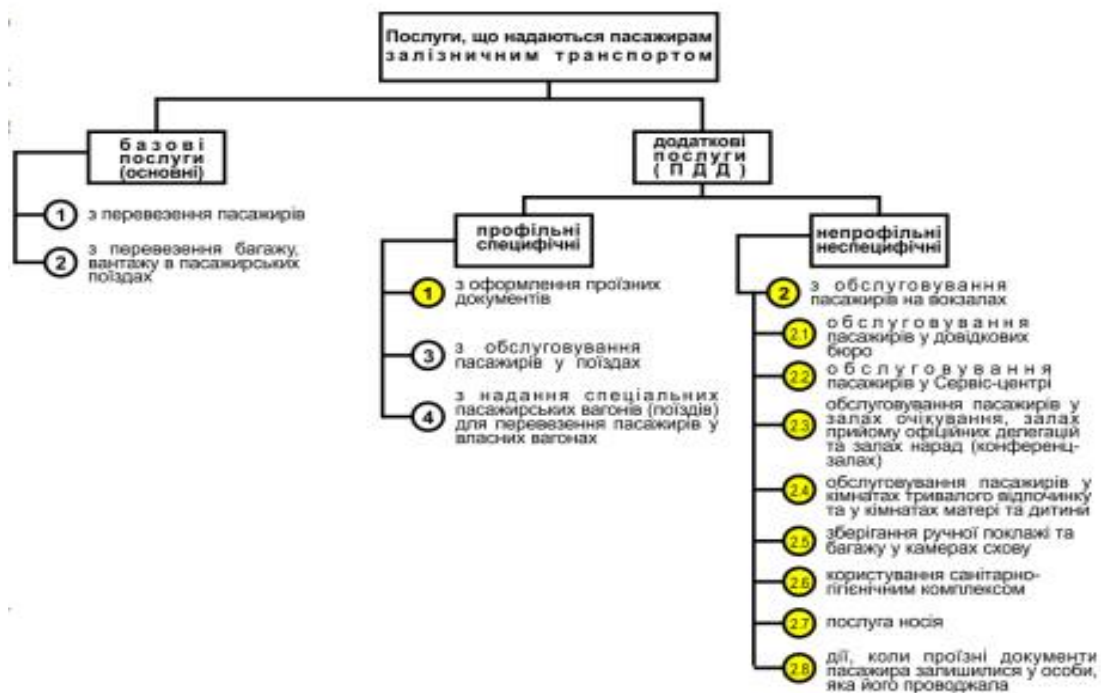 Послуги, що надаються пасажирам
залізничним транспортом
базові
послуги
(основні)
1 з перевезення пасажирів
2 з перевезення багажу,
вантажу в пасажирських
поїздах
додаткові
послуги
(ПДД)
профільні
специфічні
1 з оформлення проїзних
документів
3 з обслуговування
пасажирів у поїздах
4 з надання спеціальних
пасажирських вагонів (поїздів)
для перевезення пасажирів у
власних вагонах
непрофільні
неспецифічні
2 з обслуговування
пасажирів на вокзалах
2.1 обслуговування
пасажирів у довідкових
бюро
2.2 обслуговування
пасажирів у Сервіс-центрі
2.3 обслуговування пасажирів у
залах очікування, залах
прийому офіційних делегацій
та залах нарад (конференц-
залах)
2.4 обслуговування пасажирів у
кімнатах тривалого відпочинку
та у кімнатах матері та дитини
2.5 зберігання ручної поклажі та
багажу у камерах схову
2.6 користування санітарно-
гігієнічним комплексом
2.7 послуга носія
2.8 дії, коли проїзні документи
пасажира залишилися у особи,
яка його проводжала